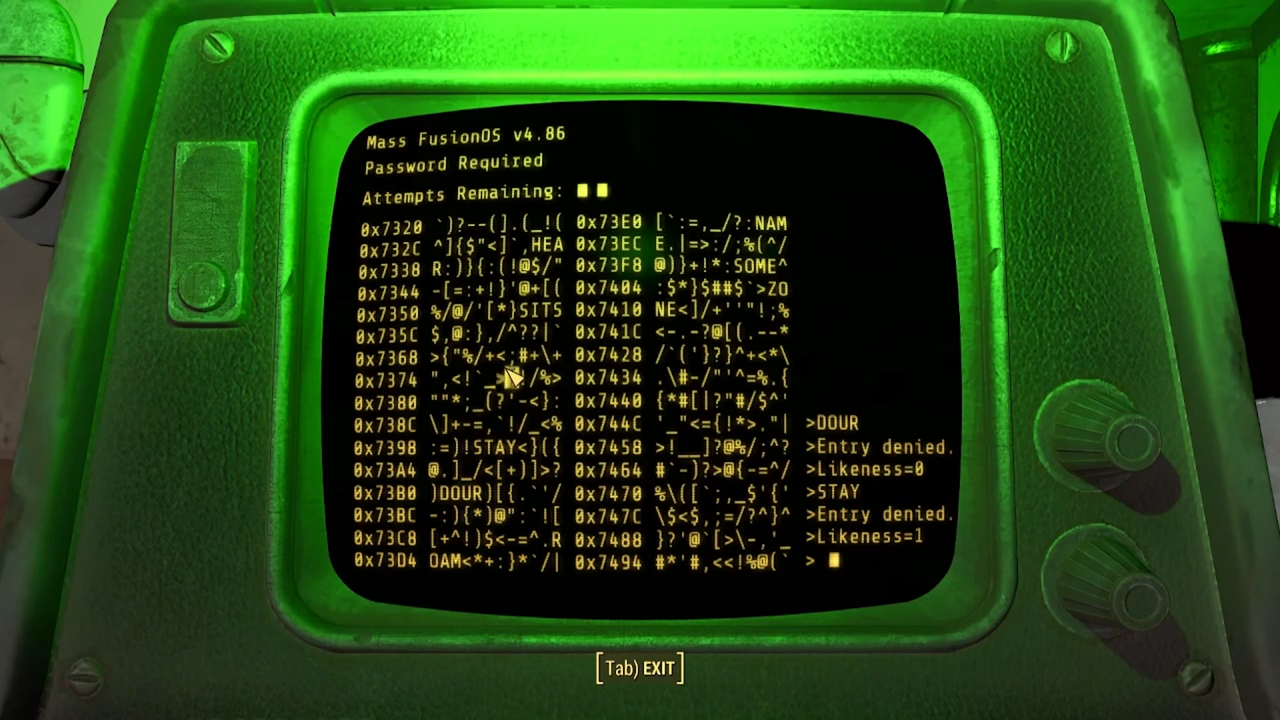 Mass FusionOS v4.86
Password Required
Attempts Remaining: ■ ■
0x7320 `)?--(].(_!( 0x73E0 [`:=,_/?:NAM
0x732C ^]{$"<]`,HEA 0x73EC E.|=>:/;%(^/
0x7338 R:)}{:(!@$/" 0x73F8 @)}+!*:SOME^
0x7344 -[=:+!}'@+[( 0x7404 :$*}$##$`>ZO
0x7350 %/@/'[*}SITS 0x7410 NE<]/+''"!;%
0x735C $,@:},/^??|` 0x741C <-.-?@[(.--*
0x7368 >{"%/+<;#+\+ 0x7428 /`('}?}^+<*\
0x7374 ",<!`_> /%> 0x7434 .\#-/"'^=%.{
0x7380 ""*;_{?'-<}: 0x7440 {*#[|?"#/$^'
0x738C \]+-=,`!/_<% 0x744C '_"<={!*>."| >DOUR
0x7398 :=)!STAY<}({ 0x7458 >!__]?@%/;^? >Entry denied.
0x73A4 @.]_/<[+)]>? 0x7464 #`-)?>@{-=^/ >Likeness=0
0x73B0 )DOUR)[{.`'/ 0x7470 %\([`;,_$'{' >STAY
0x73BC -:){*)@":`![ 0x747C \$<$,;=/?^}^ >Entry denied.
0x73C8 [+^!)$<-=^.R 0x7488 }?'@`[>\-,'_ >Likeness=1
0x73D4 OAM<*+:}*`/| 0x7494 #*'#,<<!%@(` > ■
[Tab) EXIT]